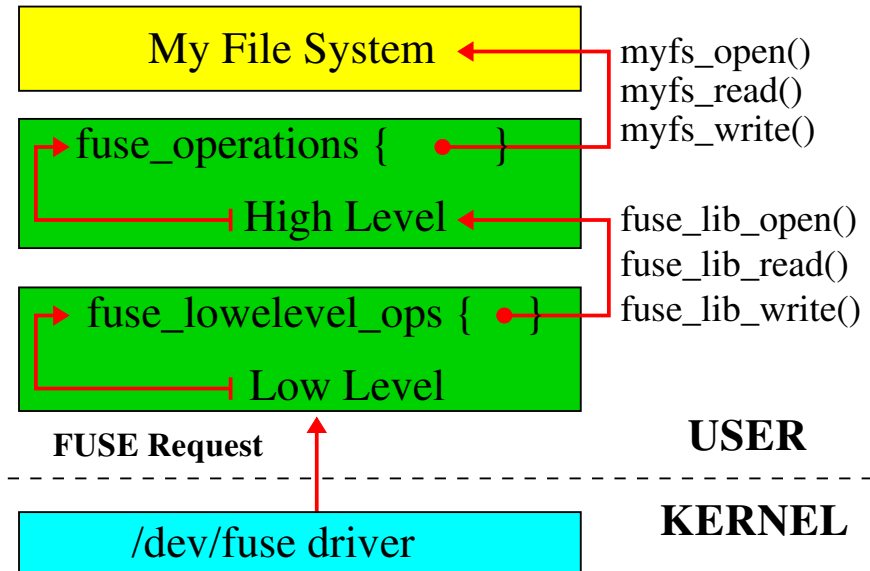 My File System
myfs_open()
myfs_read()
myfs_write()
fuse_operations { }
High Level
fuse_lib_open()
fuse_lib_read()
fuse_lib_write()
fuse_lowelevel_ops { }
Low Level
FUSE Request
USER
KERNEL
/dev/fuse driver